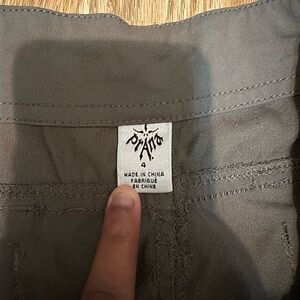 prAna
4
MADE IN CHINA
FABRIQUÉ
EN CHINE